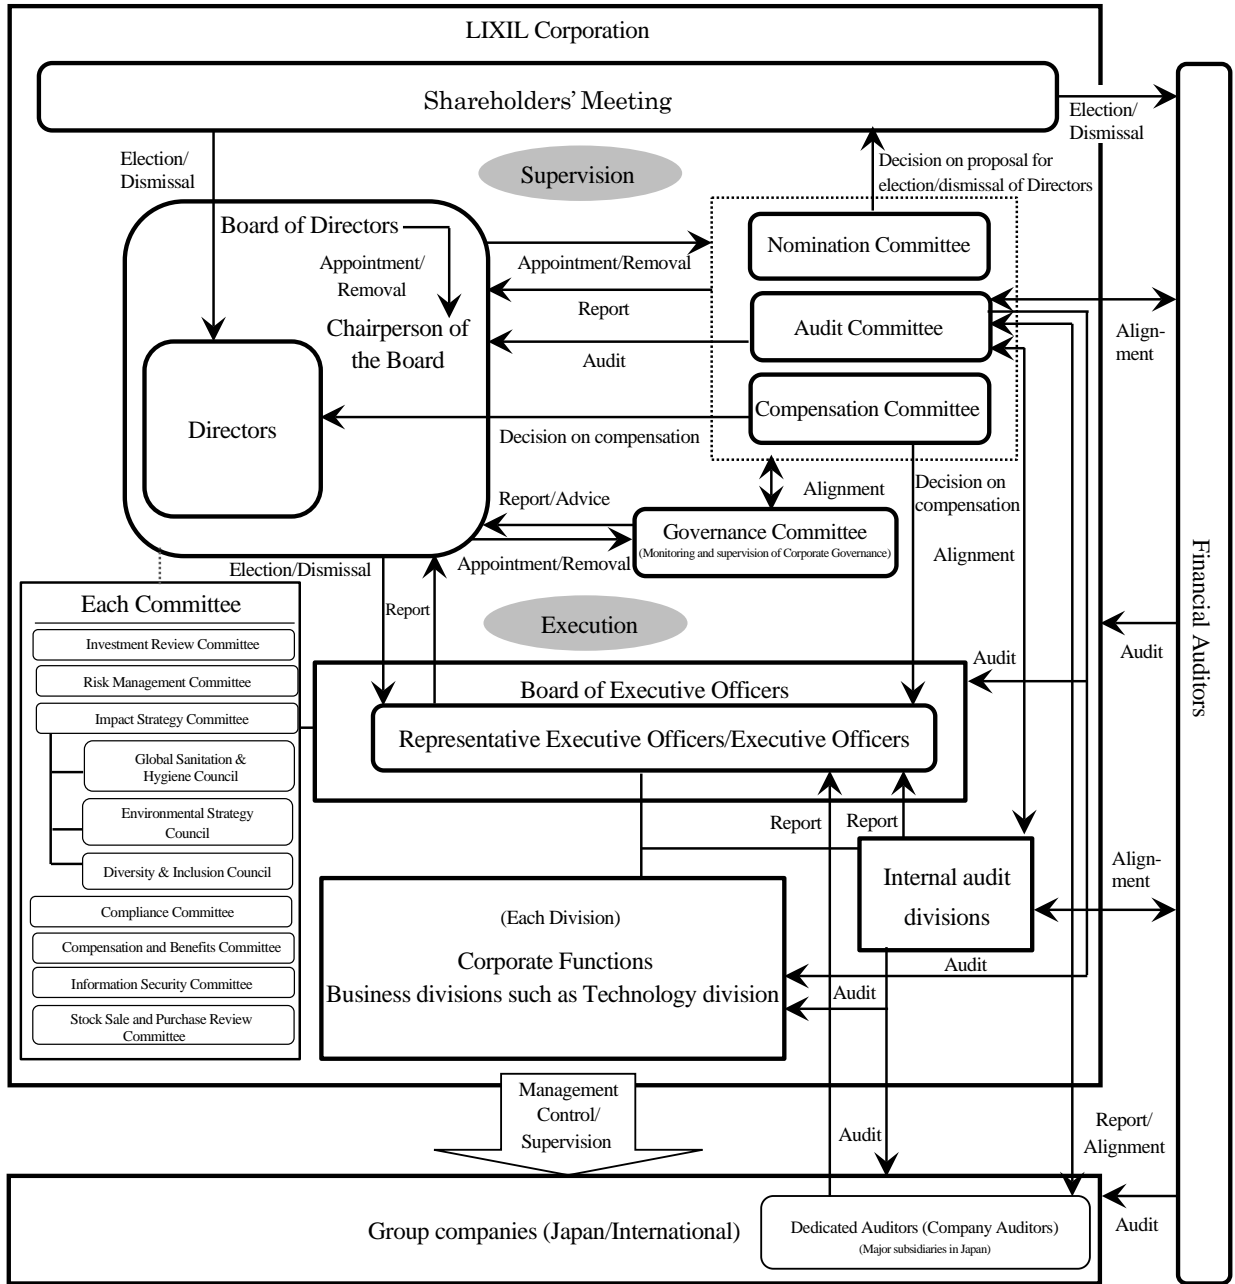 LIXIL Corporation
Shareholders' Meeting
Election/
Dismissal
Election/
Dismissal
Supervision
Decision on proposal for
election/dismissal of Directors
Board of Directors
Appointment/
Removal
Chairperson of
the Board
Directors
Appointment/Removal
Report
Audit
Decision on compensation
Nomination Committee
Audit Committee
Compensation Committee
Align-
ment
Report/Advice
Appointment/Removal
Alignment
Governance Committee
(Monitoring and supervision of Corporate Governance)
Decision on
compensation
Alignment
Financial Auditors
Election/Dismissal
Report
Execution
Each Committee
Investment Review Committee
Risk Management Committee
Impact Strategy Committee
Global Sanitation &
Hygiene Council
Environmental Strategy
Council
Diversity & Inclusion Council
Compliance Committee
Compensation and Benefits Committee
Information Security Committee
Stock Sale and Purchase Review
Committee
Board of Executive Officers
Representative Executive Officers/Executive Officers
Audit
Audit
Report
Report
Internal audit
divisions
Align-
ment
(Each Division)
Corporate Functions
Business divisions such as Technology division
Audit
Audit
Management
Control/
Supervision
Audit
Report/
Alignment
Group companies (Japan/International)
Dedicated Auditors (Company Auditors)
(Major subsidiaries in Japan)
Audit